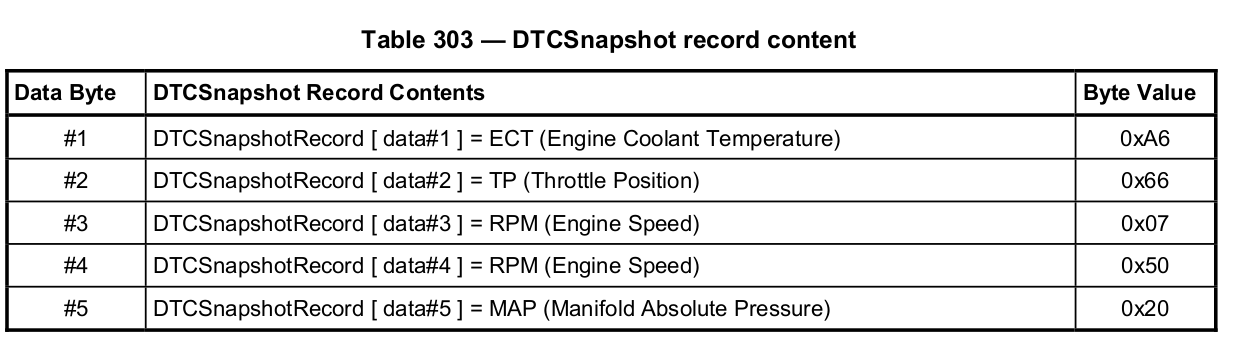 Table 303 — DTCSnapshot record content
Data Byte DTCSnapshot Record Contents Byte Value
#1 DTCSnapshotRecord [ data#1 ] = ECT (Engine Coolant Temperature) 0xA6
#2 DTCSnapshotRecord [ data#2 ] = TP (Throttle Position) 0x66
#3 DTCSnapshotRecord [ data#3 ] = RPM (Engine Speed) 0x07
#4 DTCSnapshotRecord [ data#4 ] = RPM (Engine Speed) 0x50
#5 DTCSnapshotRecord [ data#5 ] = MAP (Manifold Absolute Pressure) 0x20